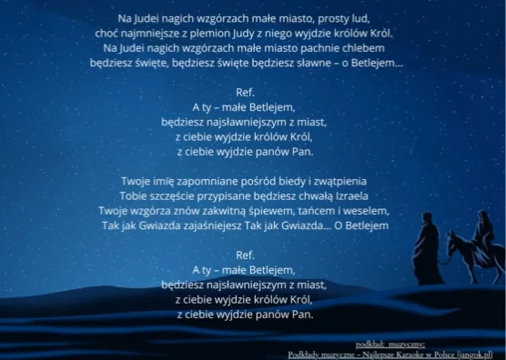 Na Judei nagich wzgórzach małe miasto, prosty lud,
choć najmniejsze z plemion Judy z niego wyjdzie królów Król.
Na Judei nagich wzgórzach małe miasto pachnie chlebem
będziesz święte, będziesz święte będziesz sławne – o Betlejem...
Ref.
A ty – małe Betlejem,
będziesz najsławniejszym z miast,
z ciebie wyjdzie królów Król,
z ciebie wyjdzie panów Pan.
Twoje imię zapomniane pośród biedy i zwątpienia
Tobie szczęście przypisane będziesz chwałą Izraela
Twoje wzgórza znów zakwitną śpiewem, tańcem i weselem,
Tak jak Gwiazda zajaśniejesz Tak jak Gwiazda... O Betlejem
Ref.
A ty – małe Betlejem,
będziesz najsławniejszym z miast,
z ciebie wyjdzie królów Król,
z ciebie wyjdzie panów Pan.
podkład: muzyczny:
Podkłady muzyczne – Najlepsze Karaoke w Polsce (jangok.pl)